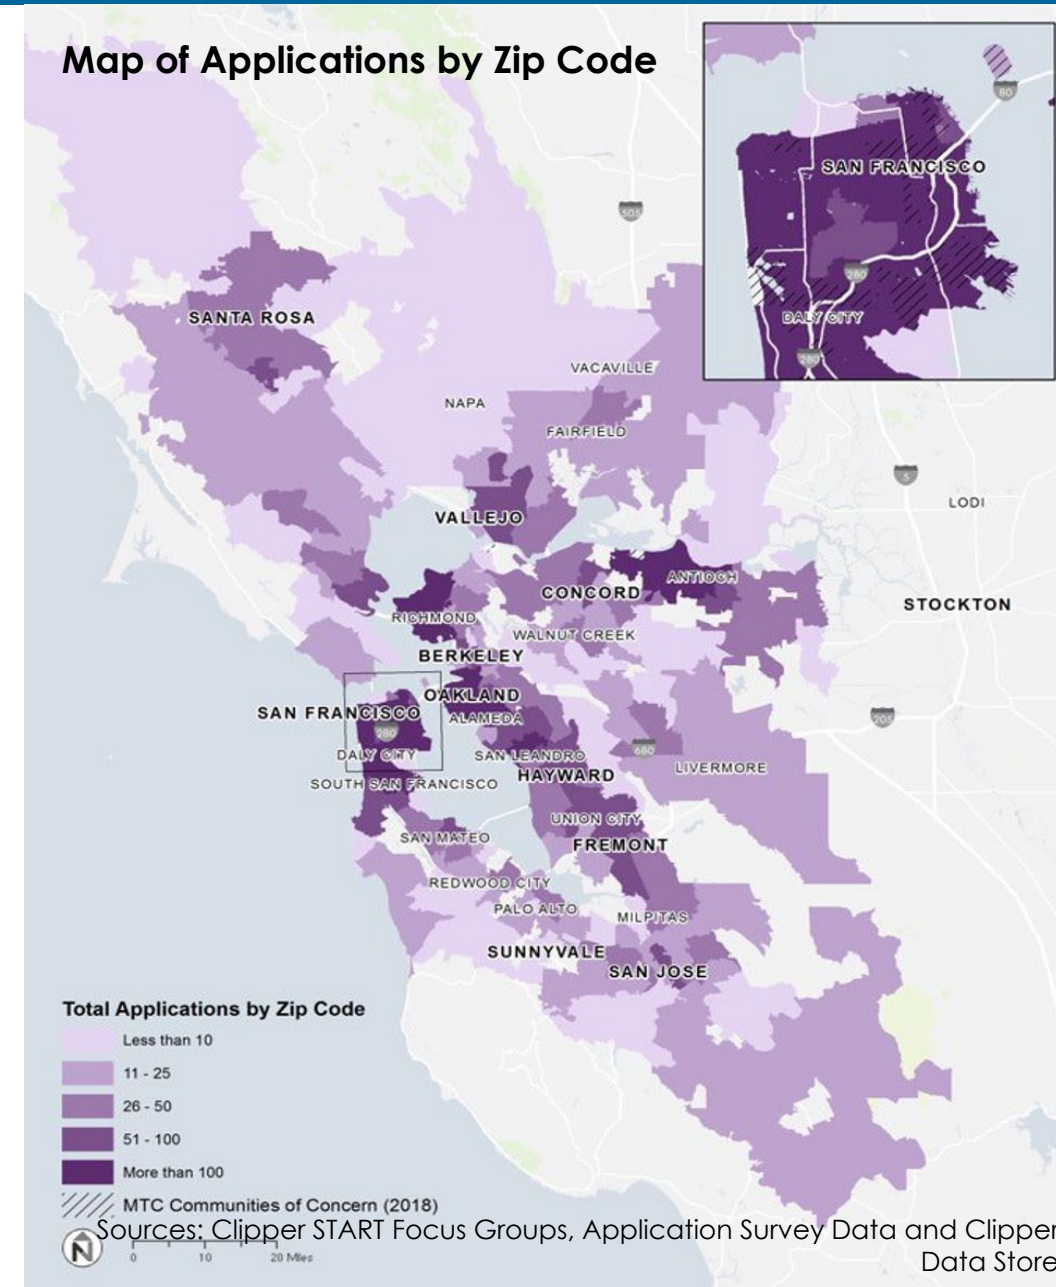 Map of Applications by Zip Code
80
SAN FRANCISCO
280
DALY CITY
280
505
SANTA ROSA
VACAVILLE
NAPA
FAIRFIELD
5
LODI
VALLEJO
ANTIOCH
CONCORD
STOCKTON
RICHMOND
WALNUT CREEK
BERKELEY
OAKLAND
SAN FRANCISCO
ALAMEDA
205
280
680
DALY CITY
SAN LEANDRO
LIVERMORE
HAYWARD
SOUTH SAN FRANCISCO
UNION CITY
SAN MATEO
FREMONT
REDWOOD CITY
PALO ALTO
MILPITAS
SUNNYVALE
SAN JOSE
Total Applications by Zip Code
Less than 10
11 - 25
26 - 50
51 - 100
More than 100
MTC Communities of Concern (2018)
Sources: Clipper START Focus Groups, Application Survey Data and Clipper
Data Store
N
0 10 20 Miles